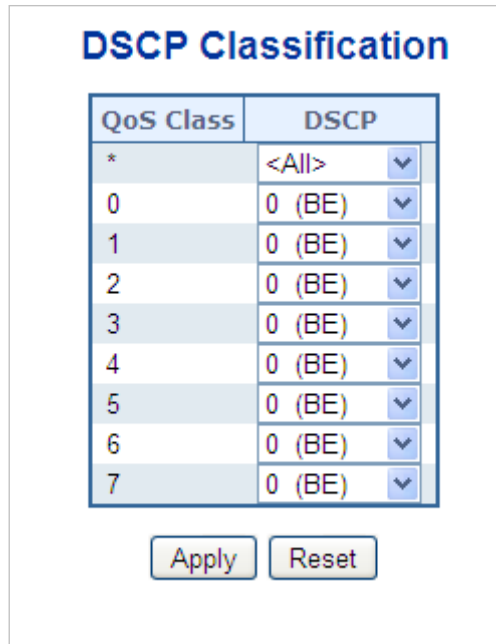 DSCP Classification
QoS Class DSCP
* <All>
0 0 (BE)
1 0 (BE)
2 0 (BE)
3 0 (BE)
4 0 (BE)
5 0 (BE)
6 0 (BE)
7 0 (BE)
Apply Reset